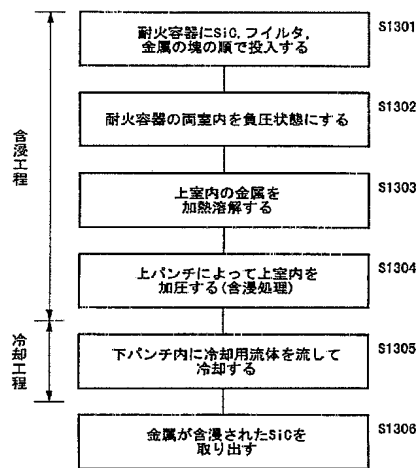 耐火容器にSiC，フイルタ，
金属の塊の順で投入する
S1301
耐火容器の両室内を負圧状態にする
S1302
上室内の金属を
加熱溶解する
S1303
上パンチによって上室内を
加圧する(含浸処理)
S1304
含浸工程
下パンチ内に冷却用流体を流して
冷却する
S1305
冷却工程
金属が含浸されたSiCを
取り出す
S1306